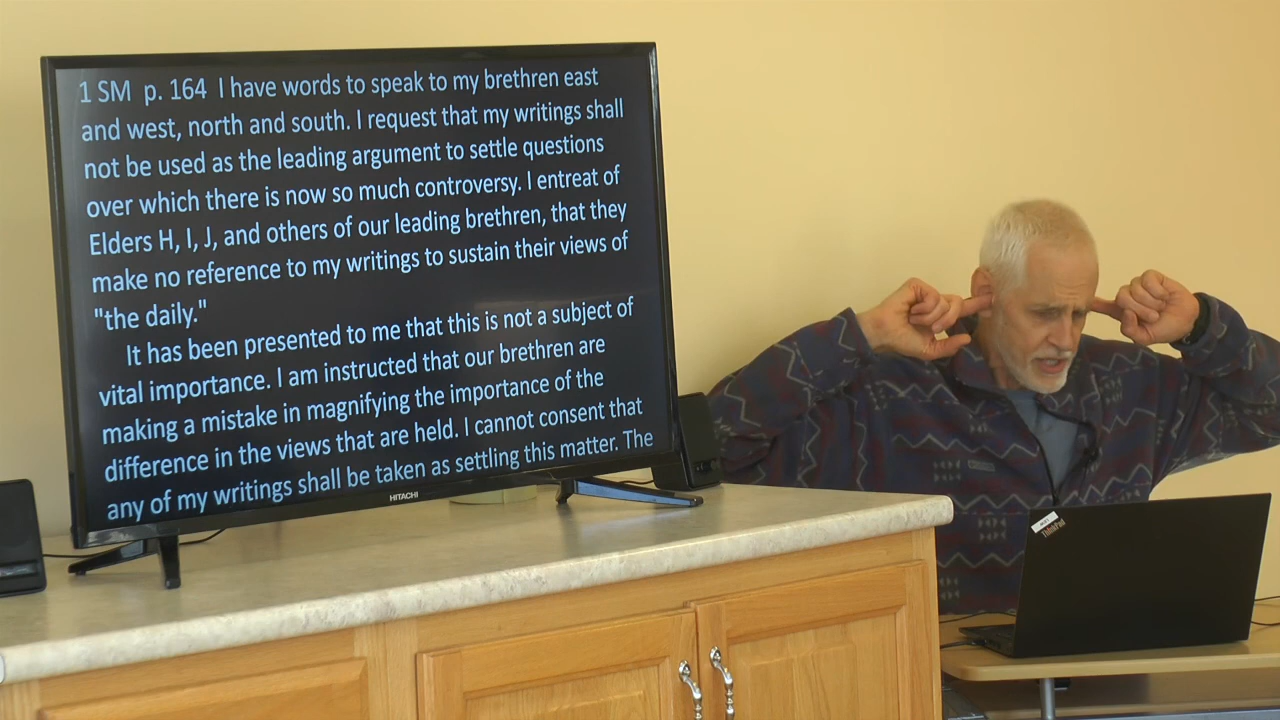 1 SM p. 164 I have words to speak to my brethren east
and west, north and south. I request that my writings shall
not be used as the leading argument to settle questions
over which there is now so much controversy. I entreat of
Elders H, I, J, and others of our leading brethren, that they
make no reference to my writings to sustain their views of
"the daily."
It has been presented to me that this is not a subject of
vital importance. I am instructed that our brethren are
making a mistake in magnifying the importance of the
difference in the views that are held. I cannot consent that
any of my writings shall be taken as settling this matter. The
HITACHI
ThinkPad